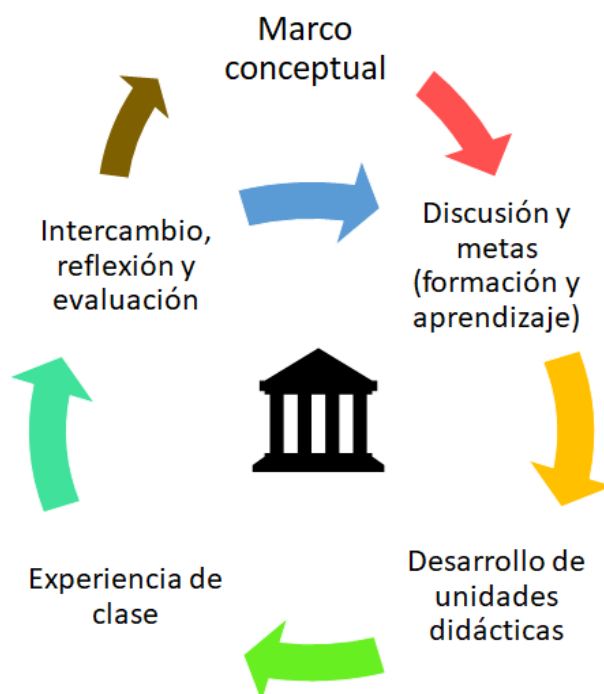 Marco
conceptual
Discusión y
metas
(formación y
aprendizaje)
Desarrollo de
unidades
didácticas
Experiencia de
clase
Intercambio,
reflexión y
evaluación